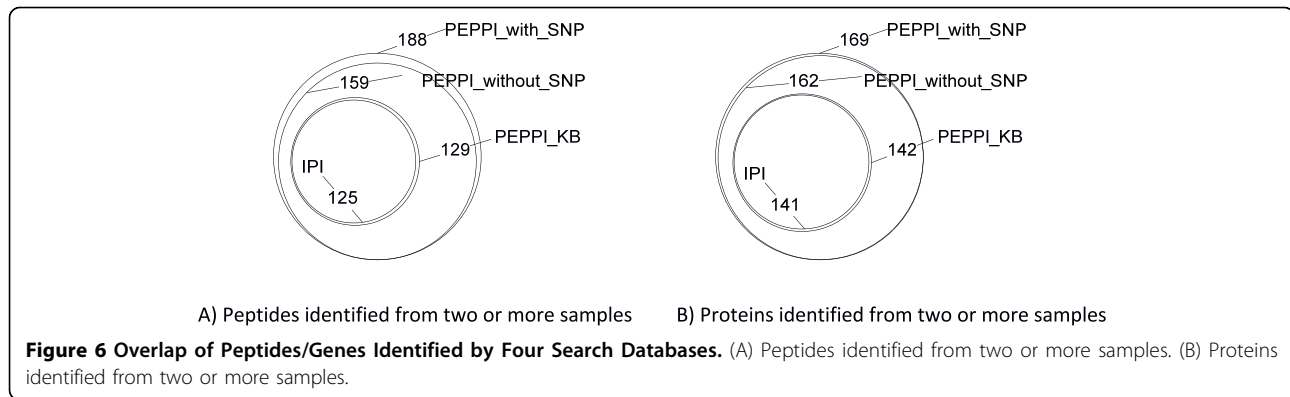 188 PEPPI_with_SNP
159 PEPPI_without_SNP
129 PEPPI_KB
IPI
125
169 PEPPI_with_SNP
162 PEPPI_without_SNP
142 PEPPI_KB
IPI
141
A) Peptides identified from two or more samples
B) Proteins identified from two or more samples
Figure 6 Overlap of Peptides/Genes Identified by Four Search Databases. (A) Peptides identified from two or more samples. (B) Proteins
identified from two or more samples.